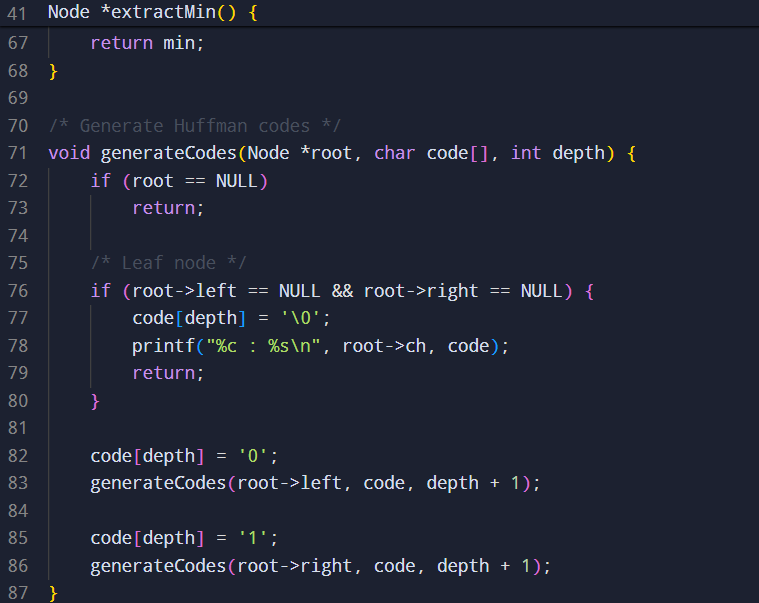 41 Node *extractMin() {
67     return min;
68 }
69
70 /* Generate Huffman codes */
71 void generateCodes(Node *root, char code[], int depth) {
72     if (root == NULL)
73         return;
74
75     /* Leaf node */
76     if (root->left == NULL && root->right == NULL) {
77         code[depth] = '\0';
78         printf("%c : %s\n", root->ch, code);
79         return;
80     }
81
82     code[depth] = '0';
83     generateCodes(root->left, code, depth + 1);
84
85     code[depth] = '1';
86     generateCodes(root->right, code, depth + 1);
87 }